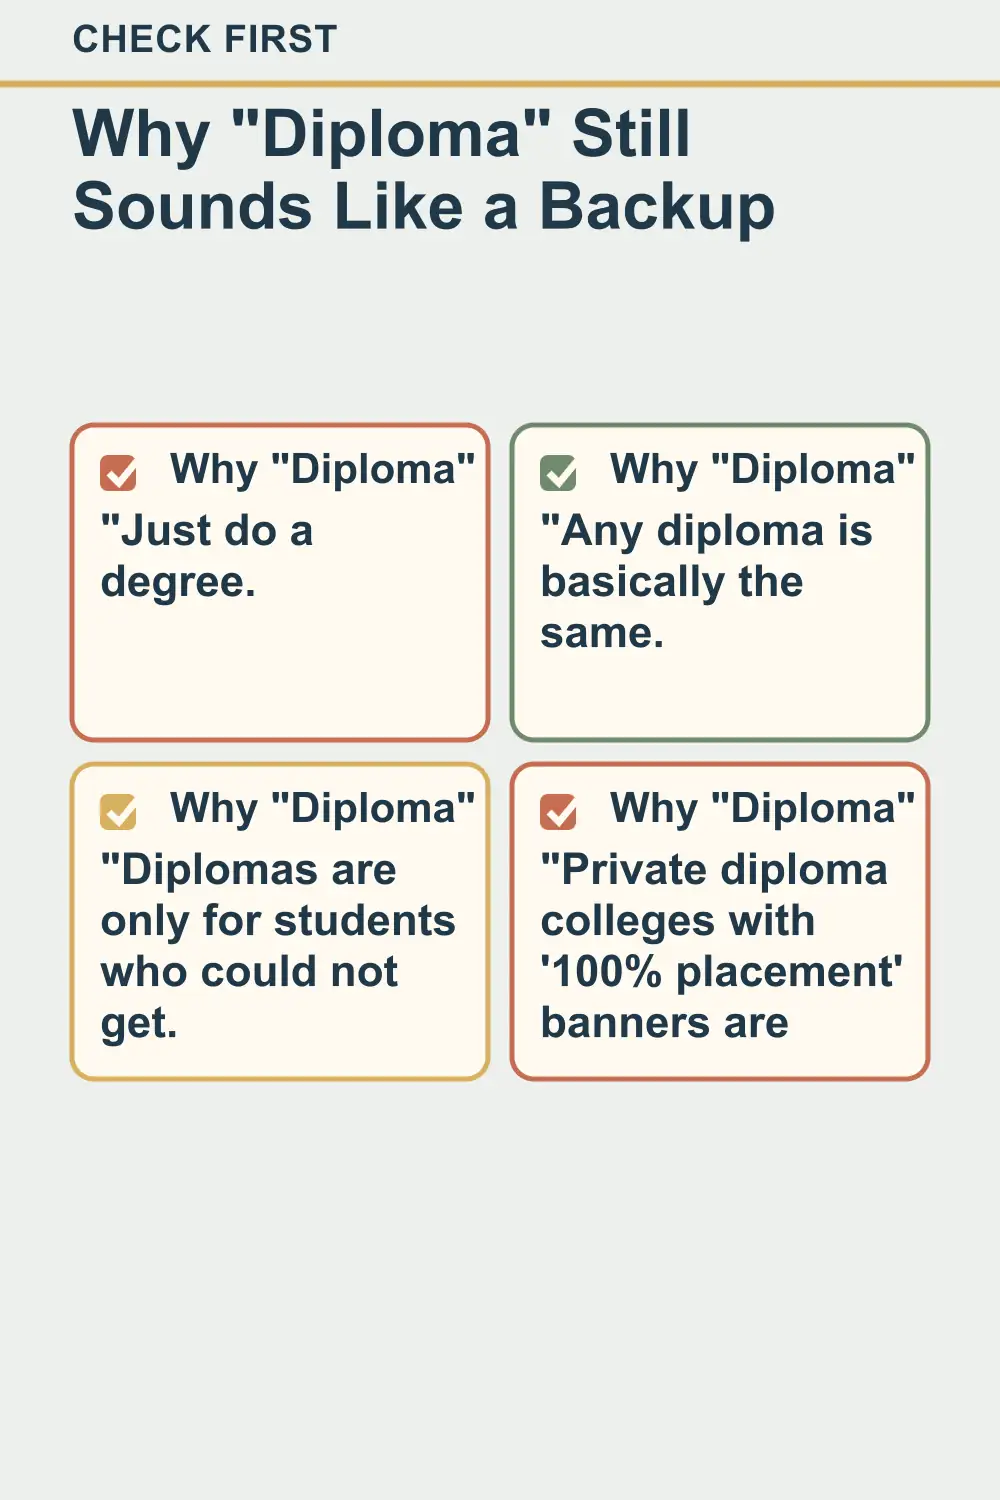 CHECK FIRST
Why "Diploma" Still
Sounds Like a Backup
Why "Diploma"
"Just do a
degree.
Why "Diploma"
"Any diploma is
basically the
same.
Why "Diploma"
"Diplomas are
only for students
who could not
get.
Why "Diploma"
"Private diploma
colleges with
'100% placement'
banners are